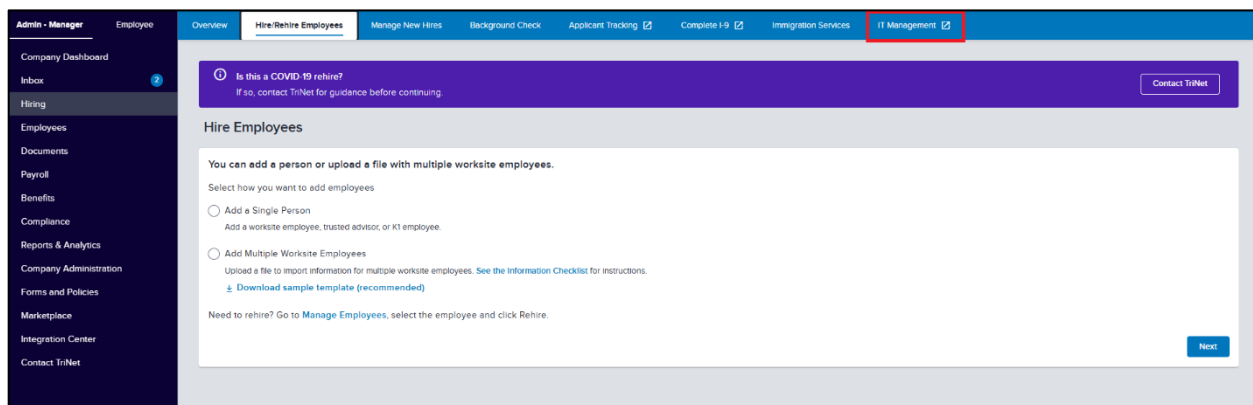 Admin - Manager
Employee
Overview
Hire/Rehire Employees
Manage New Hires
Background Check
Applicant Tracking
Complete I-9
Immigration Services
IT Management
Company Dashboard
Inbox
2
Hiring
Employees
Documents
Payroll
Benefits
Compliance
Reports & Analytics
Company Administration
Forms and Policies
Marketplace
Integration Center
Contact TriNet
Is this a COVID-19 rehire?
If so, contact TriNet for guidance before continuing.
Contact TriNet
Hire Employees
You can add a person or upload a file with multiple worksite employees.
Select how you want to add employees
Add a Single Person
Add a worksite employee, trusted advisor, or K1 employee.
Add Multiple Worksite Employees
Upload a file to import information for multiple worksite employees. See the Information Checklist for instructions.
Download sample template (recommended)
Need to rehire? Go to Manage Employees, select the employee and click Rehire.
Next